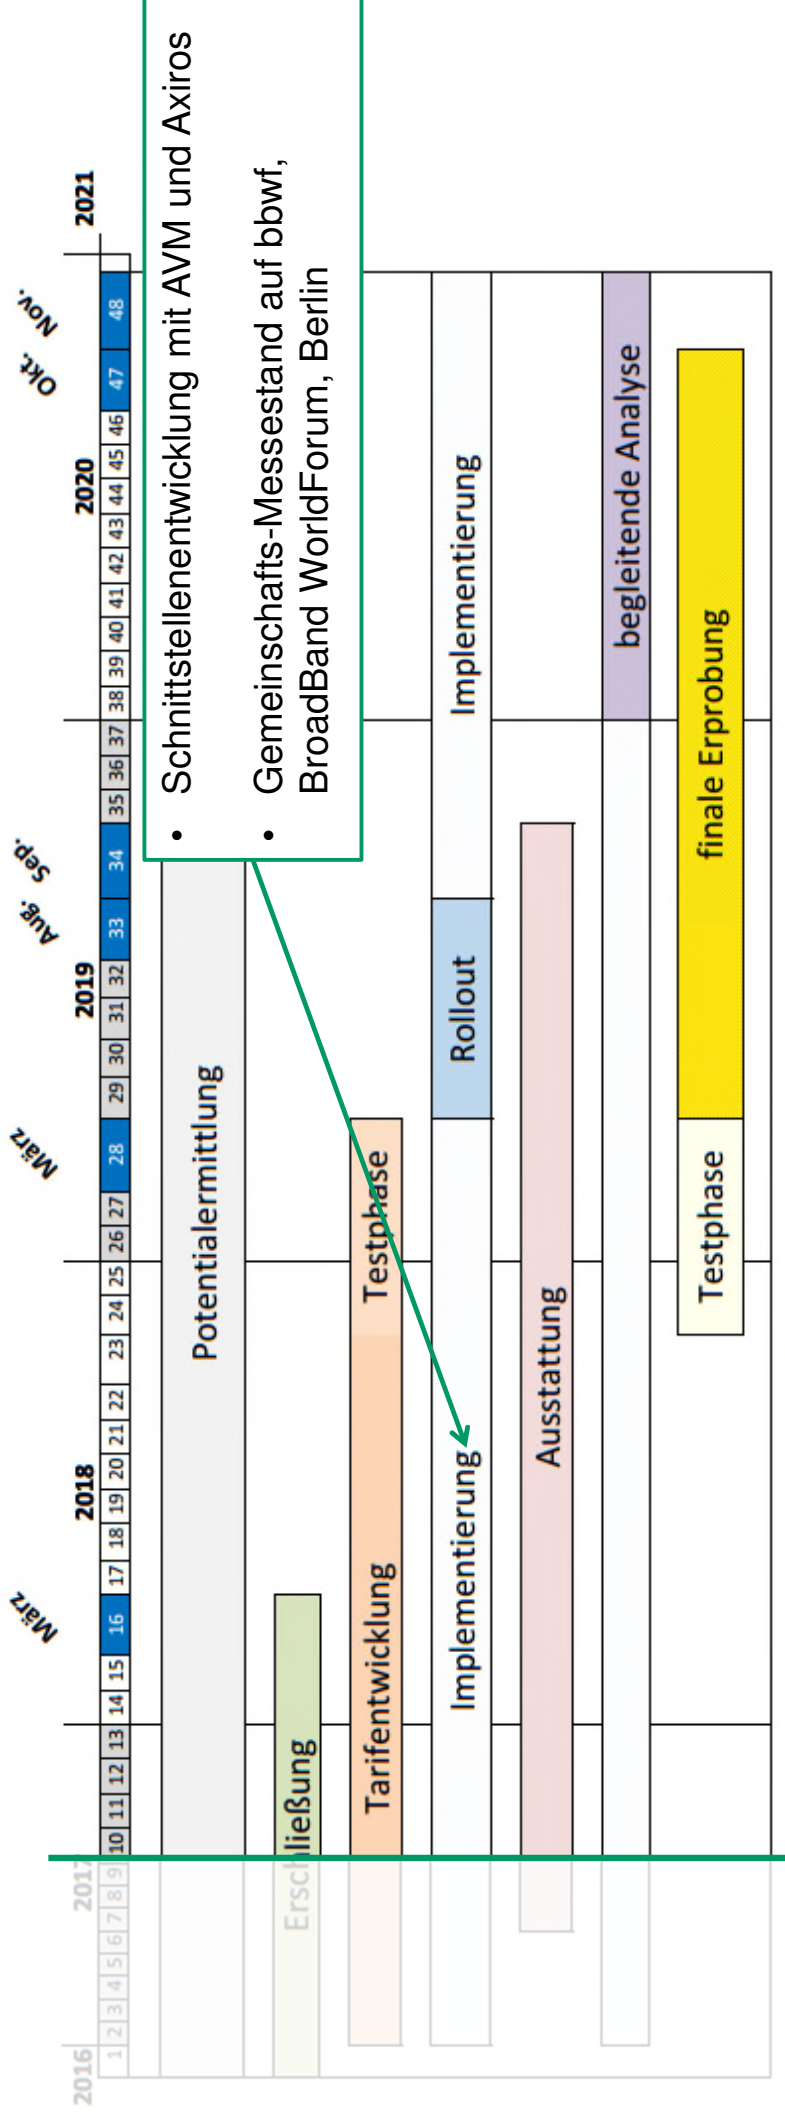 2016 2017 2018 2019 2020 2021
März März Aug. Sep. Okt. Nov.
1 2 3 4 5 6 7 8 9 10 11 12 13 14 15 16 17 18 19 20 21 22 23 24 25 26 27 28 29 30 31 32 33 34 35 36 37 38 39 40 41 42 43 44 45 46 47 48
• Schnittstellenentwicklung mit AVM und Axiros
• Gemeinschafts-Messestand auf bbwf,
BroadBand WorldForum, Berlin
Potentialermittlung
Erschließung
Tarifentwicklung Testphase
Implementierung Rollout Implementierung
Ausstattung
begleitende Analyse
Testphase finale Erprobung